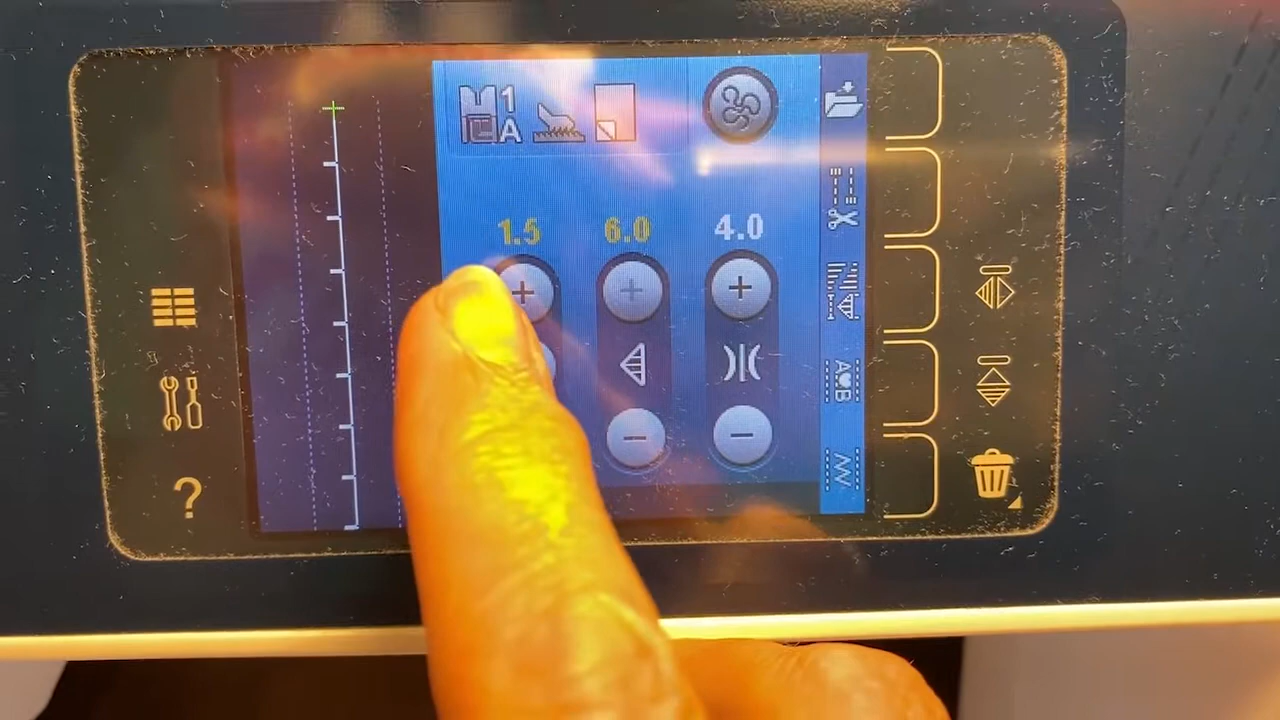 1
A
1.5 6.0 4.0
+ + +
- -
A♥B
?